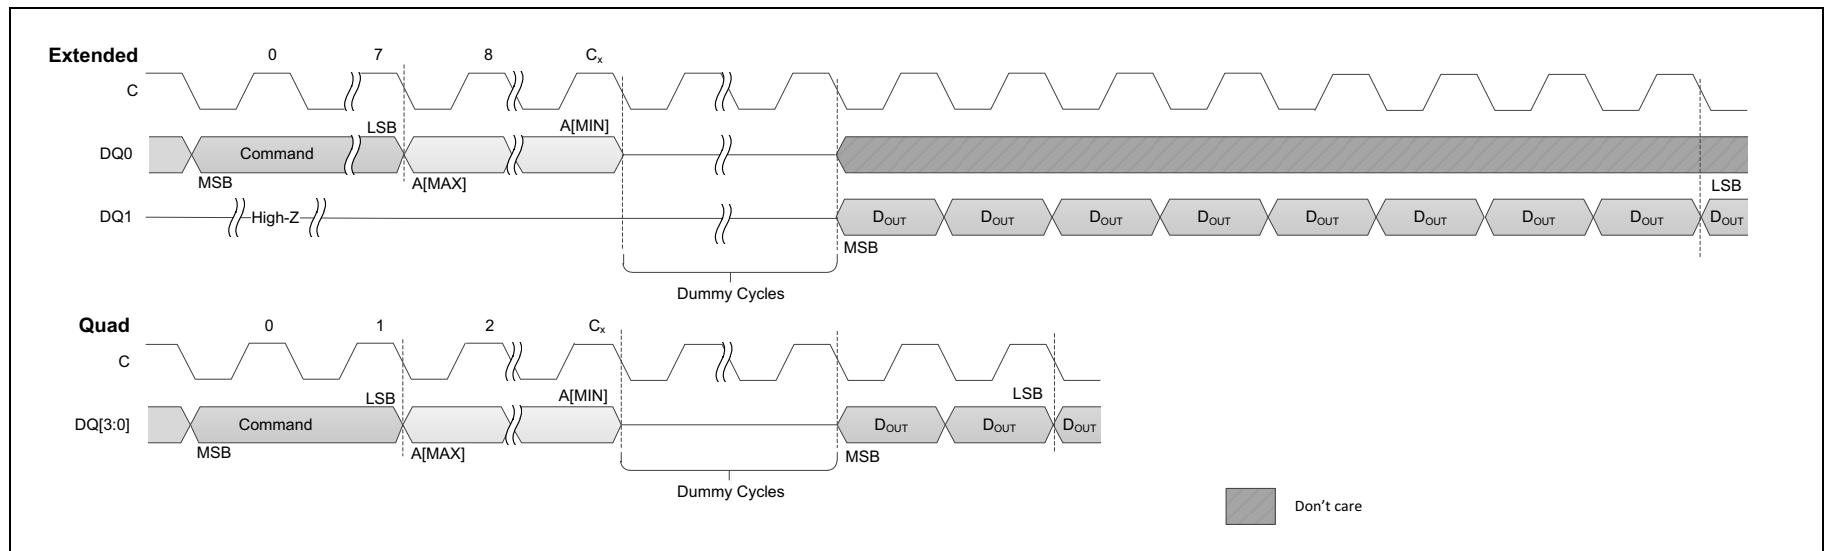 Extended 0 7 8 Cx
C
LSB A[MIN]
DQ0 Command
MSB A[MAX]
LSB
DQ1 High-Z DOUT DOUT DOUT DOUT DOUT DOUT DOUT DOUT DOUT
MSB
Dummy Cycles
Quad 0 1 2 Cx
C
LSB A[MIN] LSB
DQ[3:0] Command DOUT DOUT DOUT
MSB A[MAX] MSB
Dummy Cycles
Don't care